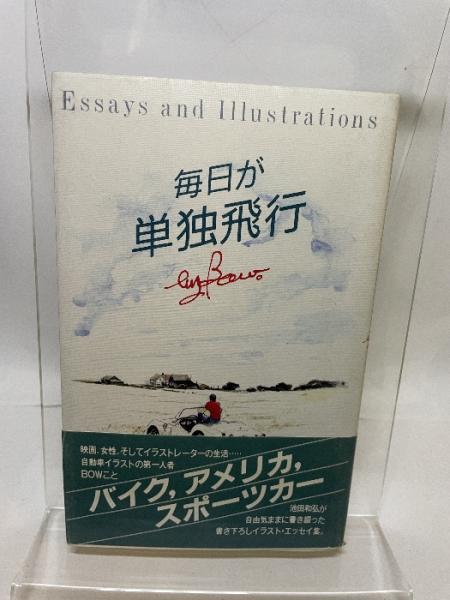 Essays and Illustrations
毎日が
単独飛行
by Bow.
映画,女性,そしてイラストレーターの生活……
自動車イラストの第一人者
BOWこと
バイク,アメリカ,
スポーツカー
池田和弘が
自由気ままに書き綴った
書き下ろしイラスト・エッセイ集。